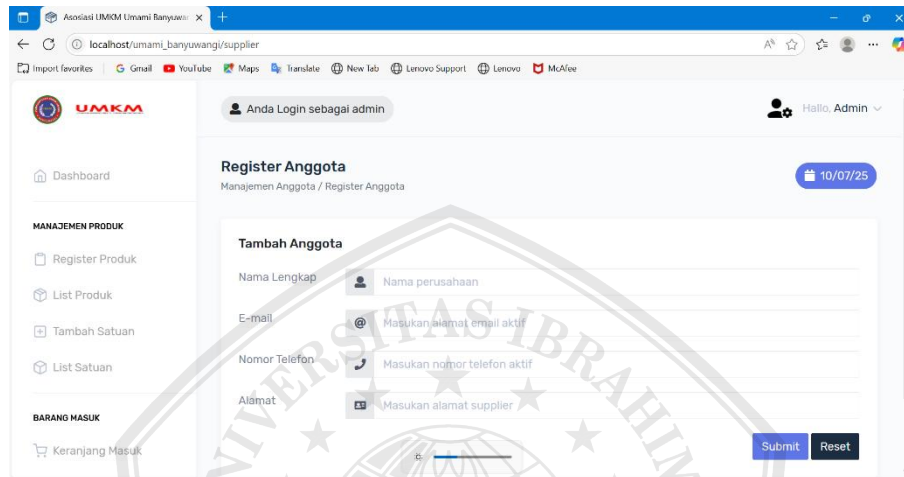 Asosiasi UMKM Umami Banyuwa
localhost/umami_banyuwangi/supplier
Import favorites Gmail YouTube Maps Translate New Tab Lenovo Support Lenovo McAfee
UMKM
Anda Login sebagai admin
Hallo, Admin
Dashboard
Register Anggota
Manajemen Anggota / Register Anggota
10/07/25
MANAJEMEN PRODUK
Register Produk
List Produk
Tambah Satuan
List Satuan
BARANG MASUK
Keranjang Masuk
Tambah Anggota
Nama Lengkap Nama perusahaan
E-mail @ Masukan alamat email aktif
Nomor Telefon Masukan nomor telefon aktif
Alamat Masukan alamat supplier
Submit Reset
UNIVERSITAS IBRAHIM